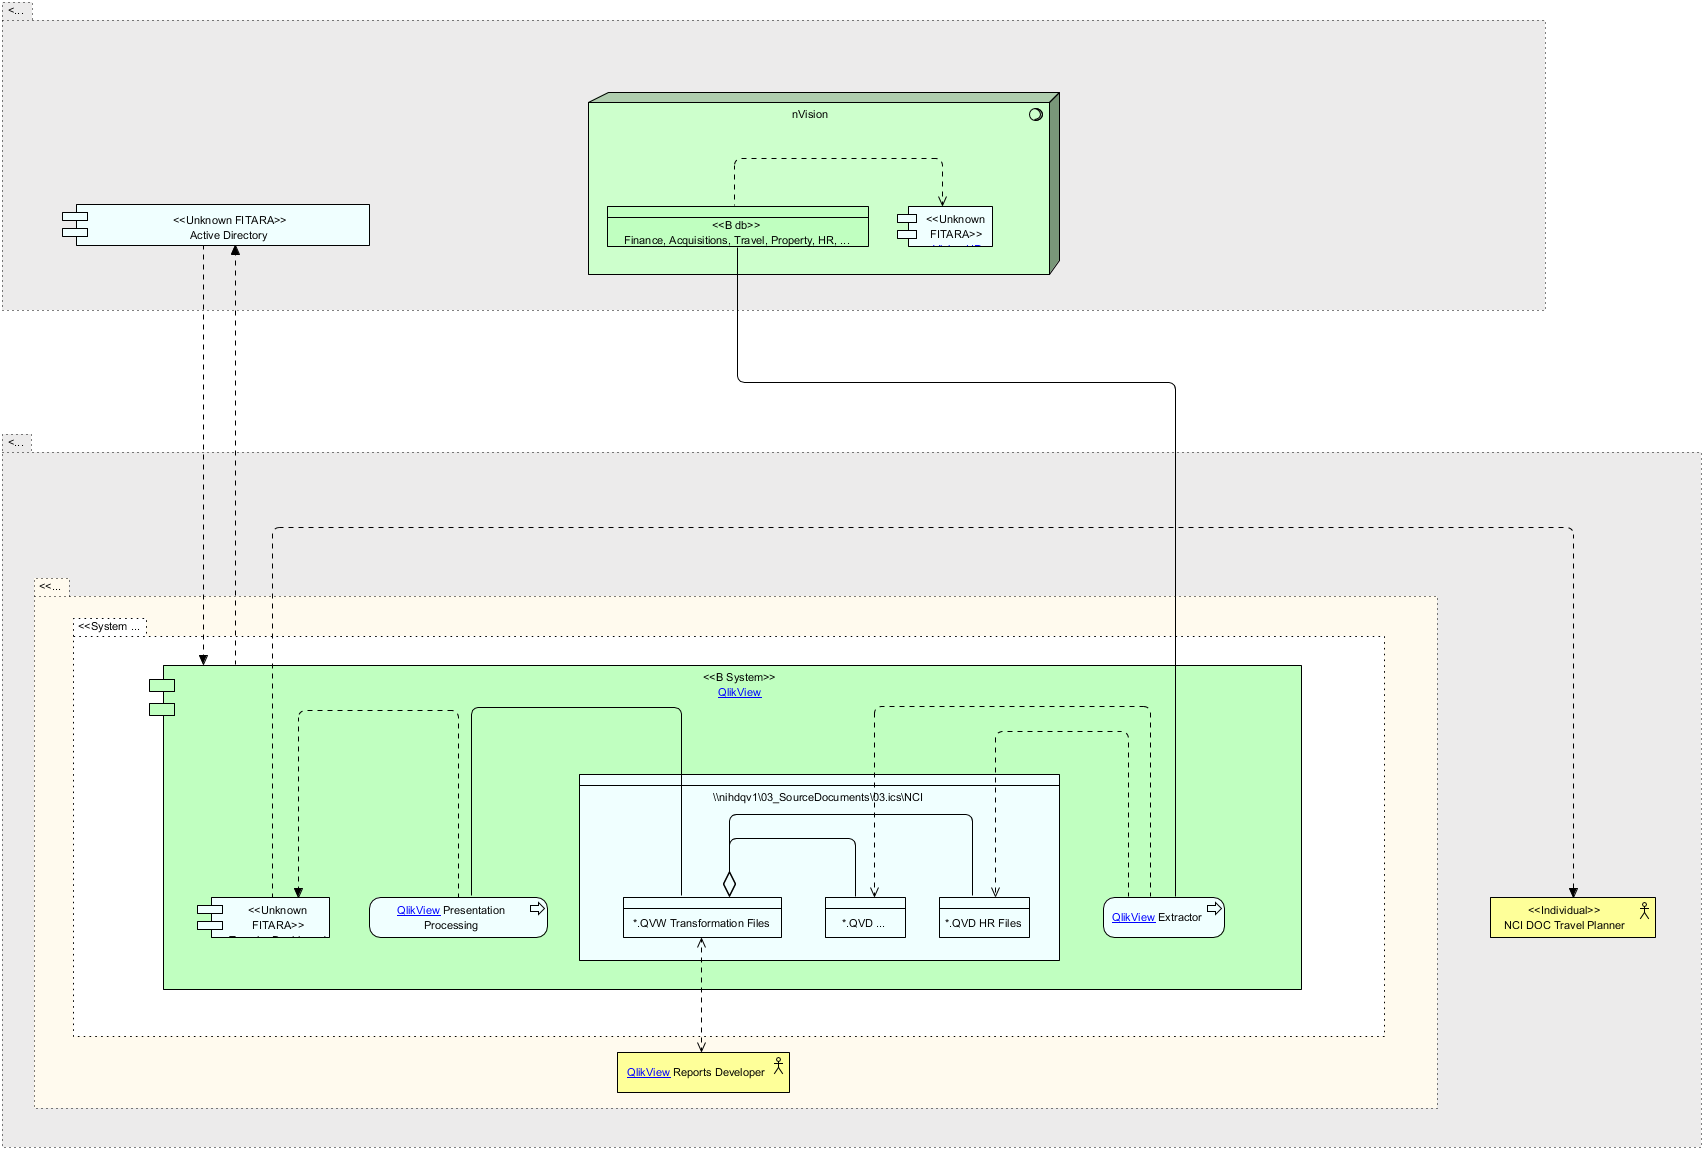 <...
nVision
<<Unknown FITARA>>
Active Directory
<<B db>>
Finance, Acquisitions, Travel, Property, HR, ...
<<Unknown
FITARA>>
<...
<<...
<<System ...
<<B System>>
QlikView
\\nihdqv1\03_SourceDocuments\03.ics\NCI
<<Unknown
FITARA>>
QlikView Presentation
Processing
*.QVW Transformation Files
*.QVD ...
*.QVD HR Files
QlikView Extractor
<<Individual>>
NCI DOC Travel Planner
QlikView Reports Developer